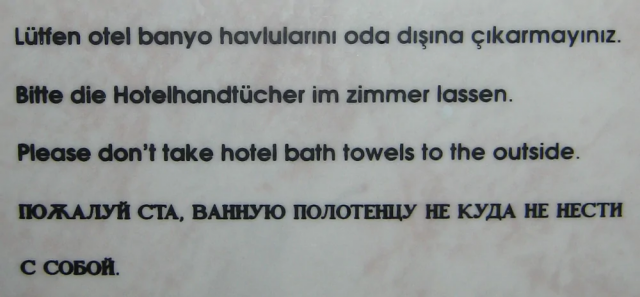 Lütfen otel banyo havlularını oda dışına çıkarmayınız.
Bitte die Hotelhandtücher im zimmer lassen.
Please don't take hotel bath towels to the outside.
ПОЖАЛУЙ СТА, ВАННУЮ ПОЛОТЕНЦУ НЕ КУДА НЕ НЕСТИ
С СОБОЙ.